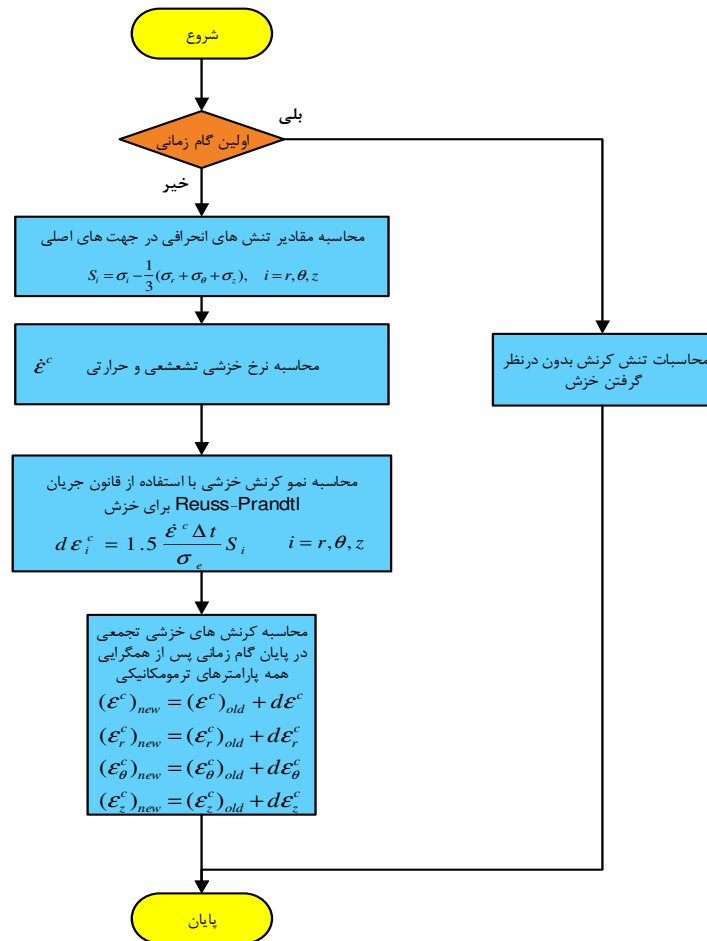 شروع
اولین گام زمانی
بلی
خیر
محاسبه مقادیر تنش های انحرافی در جهت های اصلی
S_i = σ_i − 1/3 (σ_r + σ_θ + σ_z),   i = r, θ, z
محاسبه نرخ خزشی تشعشعی و حرارتی   ε̇^c
محاسبات تنش کرنش بدون درنظر
گرفتن خزش
محاسبه نمو کرنش خزشی با استفاده از قانون جریان
Reuss-Prandtl برای خزش
d ε_i^c = 1.5 (ε̇^c Δt / σ_e) S_i   i = r, θ, z
محاسبه کرنش های خزشی تجمعی
در پایان گام زمانی پس از همگرایی
همه پارامترهای ترمومکانیکی
(ε^c)_new = (ε^c)_old + dε^c
(ε_r^c)_new = (ε_r^c)_old + dε_r^c
(ε_θ^c)_new = (ε_θ^c)_old + dε_θ^c
(ε_z^c)_new = (ε_z^c)_old + dε_z^c
پایان